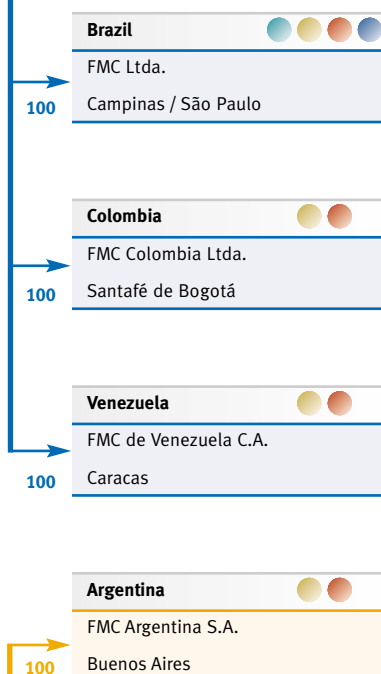 Brazil
FMC Ltda.
100 Campinas / São Paulo
Colombia
FMC Colombia Ltda.
100 Santafé de Bogotá
Venezuela
FMC de Venezuela C.A.
100 Caracas
Argentina
FMC Argentina S.A.
100 Buenos Aires